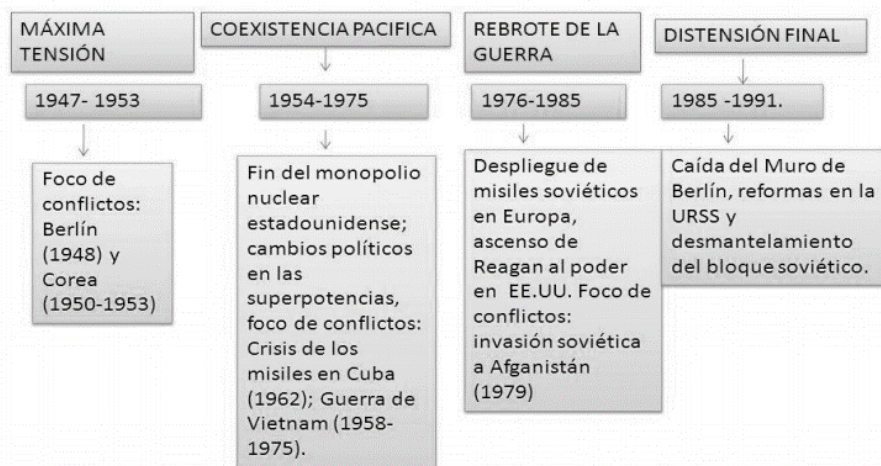 MÁXIMA
TENSIÓN
1947- 1953
Foco de
conflictos:
Berlín
(1948) y
Corea
(1950-1953)
COEXISTENCIA PACIFICA
1954-1975
Fin del monopolio
nuclear
estadounidense;
cambios políticos
en las
superpotencias,
foco de conflictos:
Crisis de los
misiles en Cuba
(1962); Guerra de
Vietnam (1958-
1975).
REBROTE DE LA
GUERRA
1976-1985
Despliegue de
misiles soviéticos
en Europa,
ascenso de
Reagan al poder
en EE.UU. Foco de
conflictos:
invasión soviética
a Afganistán
(1979)
DISTENSIÓN FINAL
1985 -1991.
Caída del Muro de
Berlín, reformas en la
URSS y
desmantelamiento
del bloque soviético.